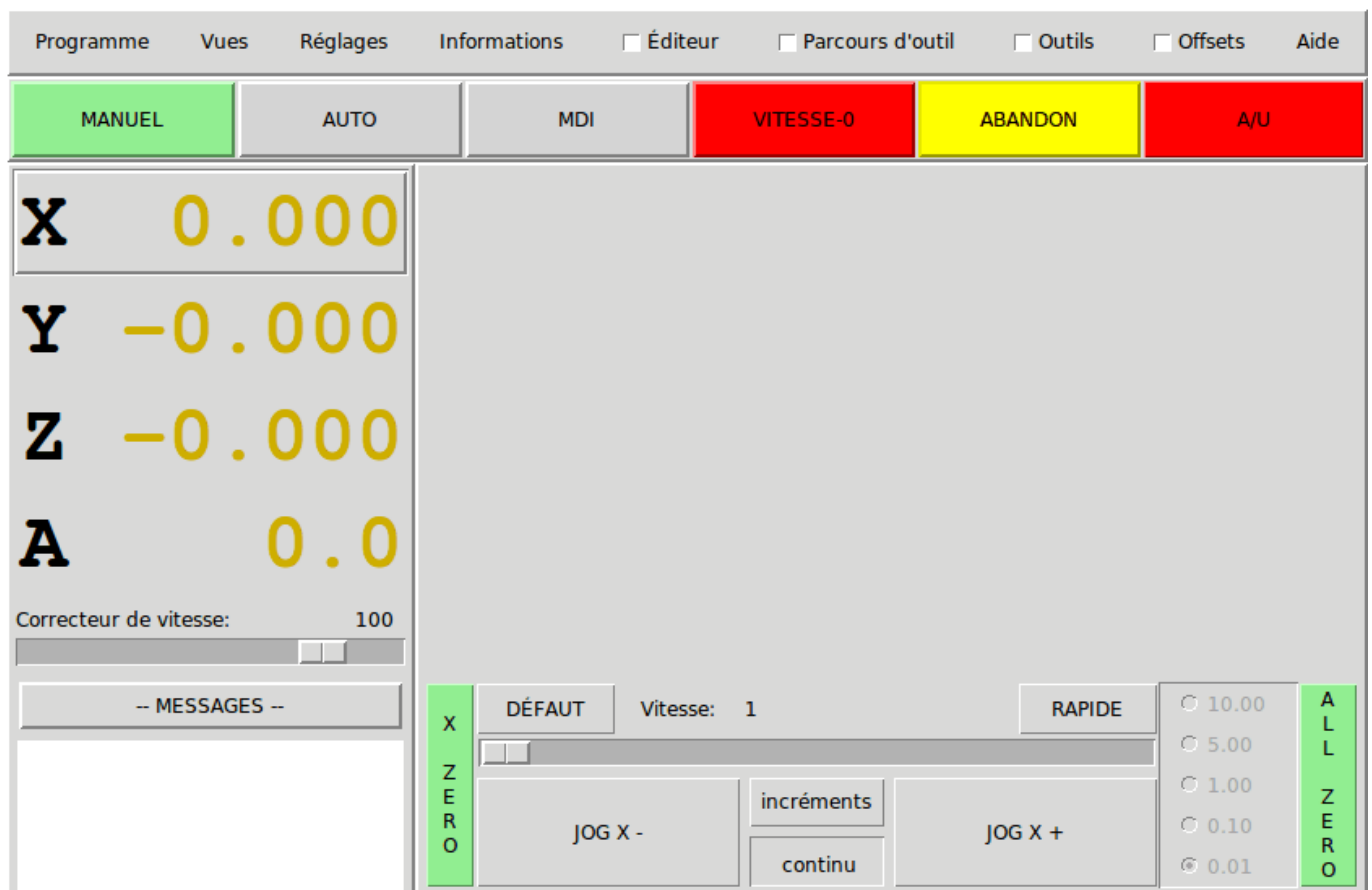 Programme Vues Réglages Informations Éditeur Parcours d'outil Outils Offsets Aide
MANUEL AUTO MDI VITESSE-0 ABANDON A/U
X 0.000
Y -0.000
Z -0.000
A 0.0
Correcteur de vitesse: 100
-- MESSAGES --
X ZERO
DÉFAUT Vitesse: 1 RAPIDE
JOG X -
incréments
continu
JOG X +
10.00
5.00
1.00
0.10
0.01
ALL ZERO